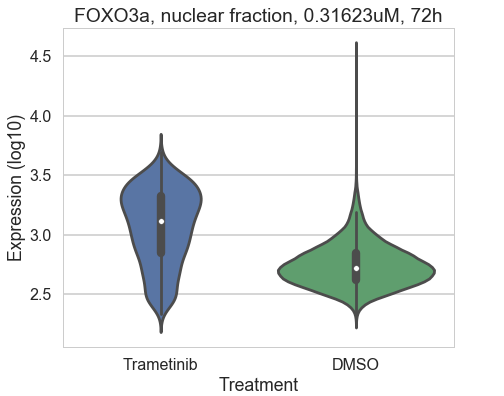 FOXO3a, nuclear fraction, 0.31623uM, 72h
Expression (log10)
4.5
4.0
3.5
3.0
2.5
Trametinib
DMSO
Treatment